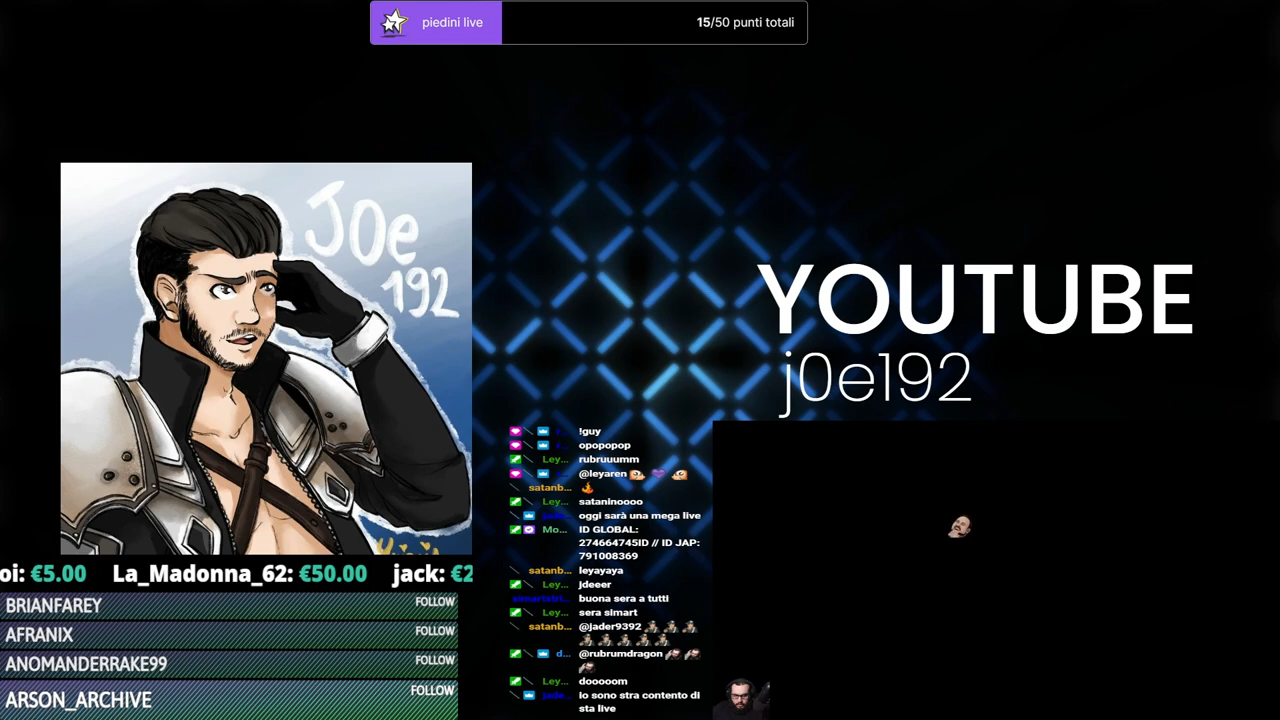 piedini live
15/50 punti totali
J0e
192
YOUTUBE
j0e192
!guy
opopopop
Ley... rubruuumm
@leyaren
satanb...
Ley... sataninoooo
oggi sarà una mega live
Mo... ID GLOBAL:
274664745ID // ID JAP:
791008369
satanb... leyayaya
Ley... jdeeer
buona sera a tutti
Ley... sera simart
satanb... @jader9392
d... @rubrumdragon
Ley... dooooom
jade... io sono stra contento di
sta live
oi: €5.00 La_Madonna_62: €50.00 jack: €2
BRIANFAREY FOLLOW
AFRANIX FOLLOW
ANOMANDERRAKE99 FOLLOW
ARSON_ARCHIVE FOLLOW